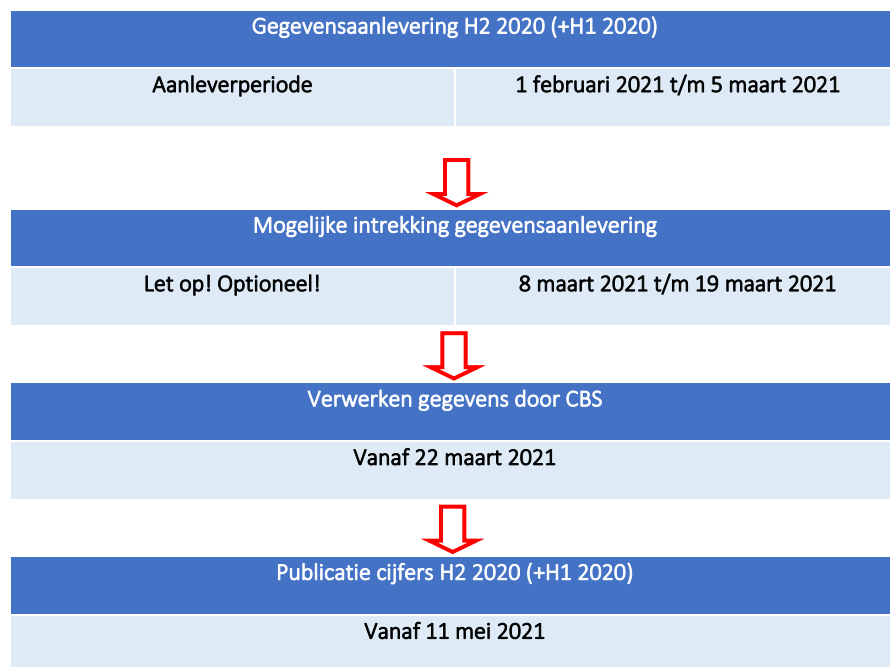 Gegevensaanlevering H2 2020 (+H1 2020)
Aanleverperiode
1 februari 2021 t/m 5 maart 2021
Mogelijke intrekking gegevensaanlevering
Let op! Optioneel!
8 maart 2021 t/m 19 maart 2021
Verwerken gegevens door CBS
Vanaf 22 maart 2021
Publicatie cijfers H2 2020 (+H1 2020)
Vanaf 11 mei 2021